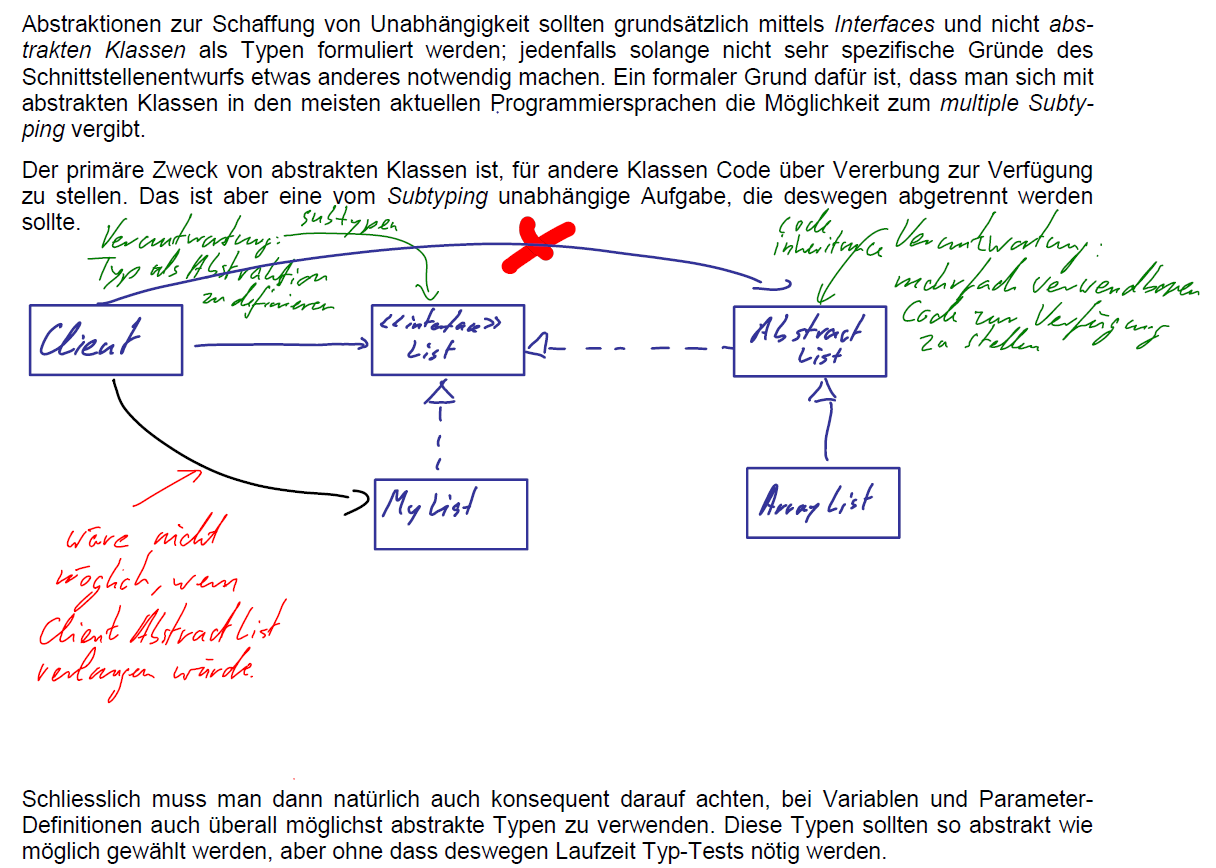 Abstraktionen zur Schaffung von Unabhängigkeit sollten grundsätzlich mittels Interfaces und nicht abs-
trakten Klassen als Typen formuliert werden; jedenfalls solange nicht sehr spezifische Gründe des
Schnittstellenentwurfs etwas anderes notwendig machen. Ein formaler Grund dafür ist, dass man sich mit
abstrakten Klassen in den meisten aktuellen Programmiersprachen die Möglichkeit zum multiple Subty-
ping vergibt.
Der primäre Zweck von abstrakten Klassen ist, für andere Klassen Code über Vererbung zur Verfügung
zu stellen. Das ist aber eine vom Subtyping unabhängige Aufgabe, die deswegen abgetrennt werden
sollte.
Verantwortung:
Typ als Abstraktion
zu definieren
subtypen
code
inheritance
Verantwortung:
mehrfach verwendbaren
Code zur Verfügung
zu stellen
Client
<<interface>>
List
Abstract
List
MyList
ArrayList
wäre nicht
möglich, wenn
Client AbstractList
verlangen würde.
Schliesslich muss man dann natürlich auch konsequent darauf achten, bei Variablen und Parameter-
Definitionen auch überall möglichst abstrakte Typen zu verwenden. Diese Typen sollten so abstrakt wie
möglich gewählt werden, aber ohne dass deswegen Laufzeit Typ-Tests nötig werden.